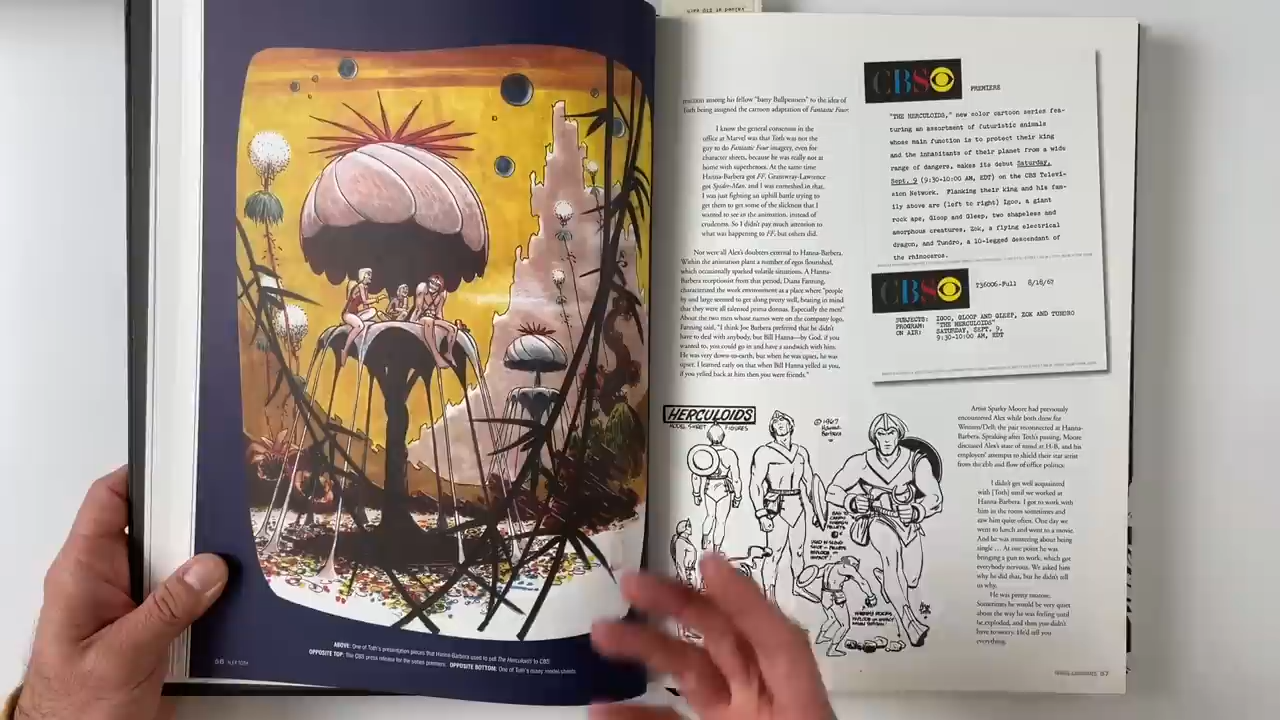 ABOVE: One of Toth's presentation pieces that Hanna-Barbera used to sell The Herculoids to CBS.
OPPOSITE TOP: The CBS press release for the series premiere. OPPOSITE BOTTOM: One of Toth's many model sheets
66 ALEX TOTH
reaction among his fellow "batty Bullpenners" to the idea of
Toth being assigned the cartoon adaptation of Fantastic Four:
I know the general consensus in the
office at Marvel was that Toth was not the
guy to do Fantastic Four imagery, even for
character sheets, because he was really not at
home with superheroes. At the same time
Hanna-Barbera got FF, Grantray-Lawrence
got Spider-Man, and I was enmeshed in that.
I was just fighting an uphill battle trying to
get them to get some of the slickness that I
wanted to see in the animation, instead of
crudeness. So I didn't pay much attention to
what was happening to FF, but others did.
Nor were all Alex's doubters external to Hanna-Barbera.
Within the animation plant a number of egos flourished,
which occasionally sparked volatile situations. A Hanna-
Barbera receptionist from that period, Diana Fanning,
characterized the work environment as a place where "people
by and large seemed to get along pretty well, bearing in mind
that they were all talented prima donnas. Especially the men!"
About the two men whose names were on the company logo,
Fanning said, "I think Joe Barbera preferred that he didn't
have to deal with anybody, but Bill Hanna—by God, if you
wanted to, you could go in and have a sandwich with him.
He was very down-to-earth, but when he was upset, he was
upset. I learned early on that when Bill Hanna yelled at you,
if you yelled back at him then you were friends."
CBS
PREMIERE
"THE HERCULOIDS," new color cartoon series fea-
turing an assortment of futuristic animals
whose main function is to protect their king
and the inhabitants of their planet from a wide
range of dangers, makes its debut Saturday,
Sept. 9 (9:30-10:00 AM, EDT) on the CBS Televi-
sion Network. Flanking their king and his fam-
ily above are (left to right) Igoo, a giant
rock ape, Gloop and Gleep, two shapeless and
amorphous creatures, Zok, a flying electrical
dragon, and Tundro, a 10-legged descendant of
the rhinoceros.
CBS
T36006-Full 8/18/67
SUBJECTS: IGOO, GLOOP AND GLEEP, ZOK AND TUNDRO
PROGRAM: "THE HERCULOIDS"
ON AIR: SATURDAY, SEPT. 9,
9:30-10:00 AM, EDT
HERCULOIDS
MODEL SHEET FIGURES
© 1967
Hanna
Barbera
Artist Sparky Moore had previously
encountered Alex while both drew for
Western/Dell; the pair reconnected at Hanna-
Barbera. Speaking after Toth's passing, Moore
discussed Alex's state of mind at H-B, and his
employers' attempts to shield their star artist
from the ebb and flow of office politics:
I didn't get well acquainted
with [Toth] until we worked at
Hanna-Barbera. I got to work with
him in the room sometimes and
saw him quite often. One day we
went to lunch and went to a movie.
And he was muttering about being
single … At one point he was
bringing a gun to work, which got
everybody nervous. We asked him
why he did that, but he didn't tell
us why.
He was pretty morose.
Sometimes he would be very quiet
about the way he was feeling until
he exploded, and then you didn't
have to worry. He'd tell you
everything.
67